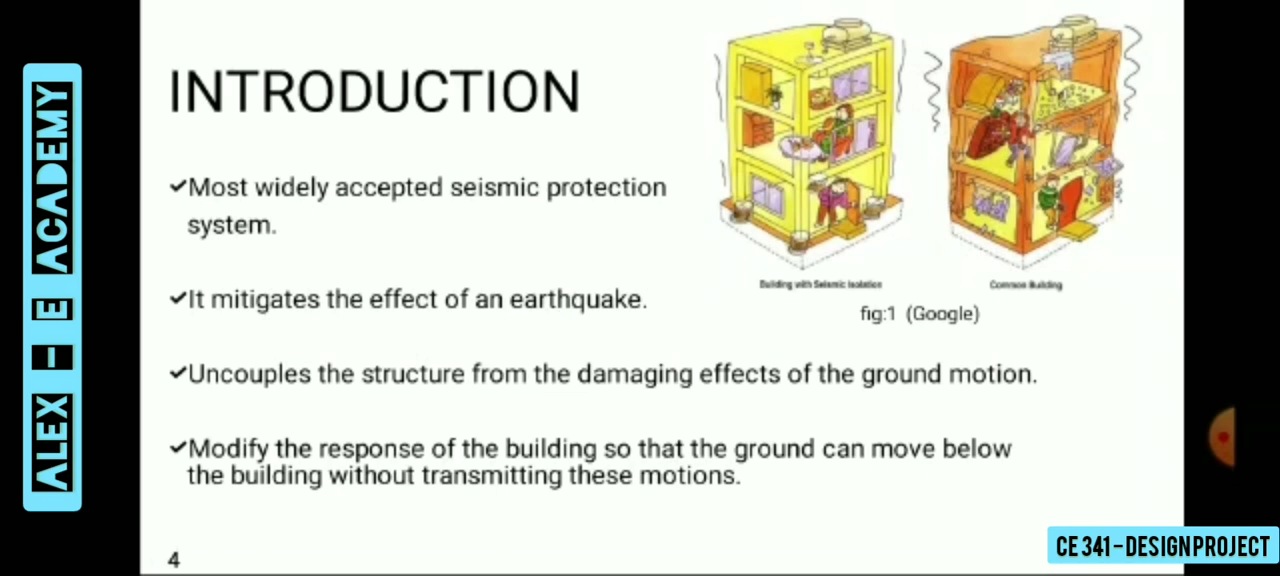 ALEX - E ACADEMY
INTRODUCTION
✔Most widely accepted seismic protection
system.
✔It mitigates the effect of an earthquake.
✔Uncouples the structure from the damaging effects of the ground motion.
✔Modify the response of the building so that the ground can move below
the building without transmitting these motions.
Building with Seismic Isolation
Common Building
fig:1 (Google)
4
CE 341 - DESIGN PROJECT